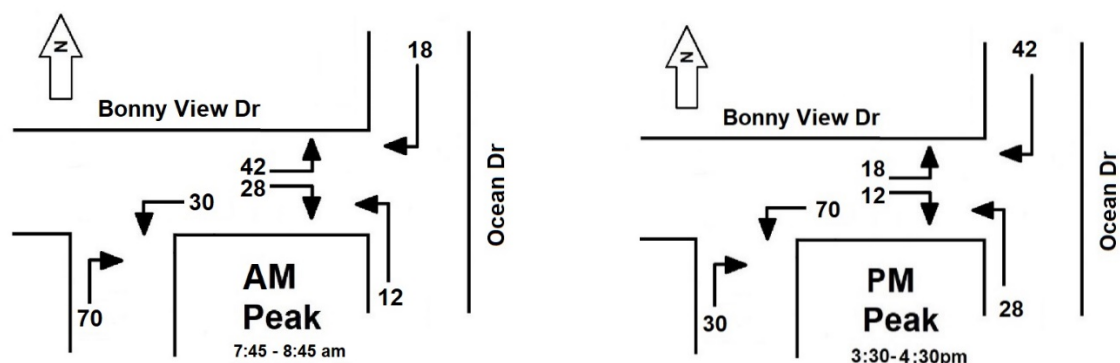 N
18
Bonny View Dr
42
28
30
Ocean Dr
AM
Peak
7:45 - 8:45 am
12
70
N
42
Bonny View Dr
18
12
70
Ocean Dr
PM
Peak
3:30-4:30pm
28
30